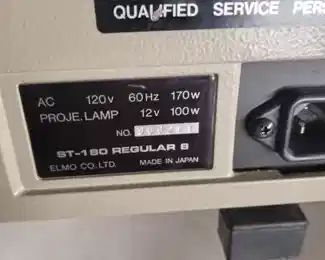 QUALIFIED SERVICE PERS
AC 120v 60Hz 170w
PROJE.LAMP 12v 100w
NO.
ST-180 REGULAR 8
ELMO CO.,LTD. MADE IN JAPAN